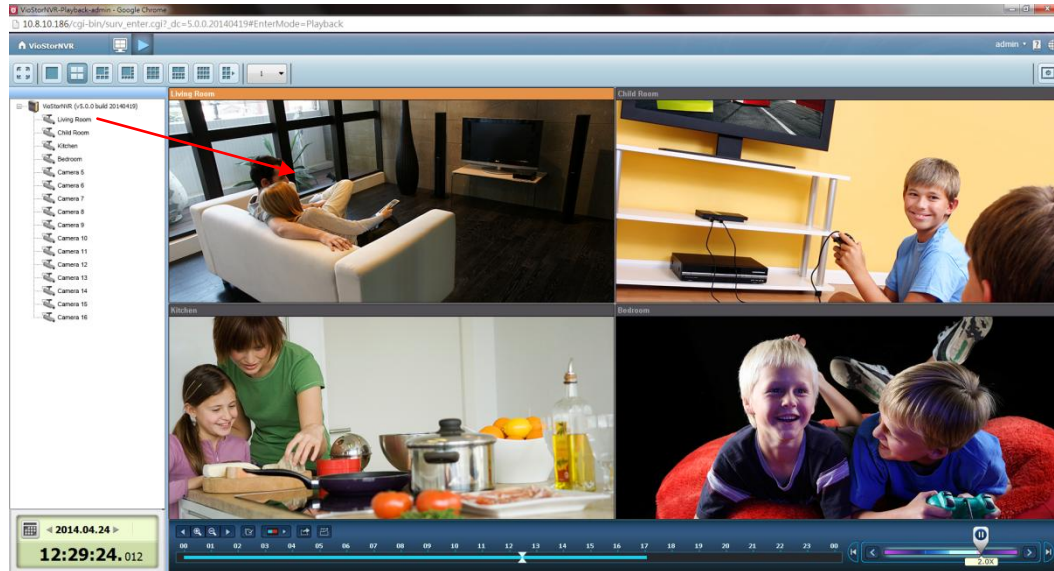 VioStorNVR-Playback-admin - Google Chrome
10.8.10.186/cgi-bin/surv_enter.cgi?_dc=5.0.0.20140419#EnterMode=Playback
VioStorNVR
admin
1
VioStorNVR (v5.0.0 build 20140419)
Living Room
Child Room
Kitchen
Bedroom
Camera 5
Camera 6
Camera 7
Camera 8
Camera 9
Camera 10
Camera 11
Camera 12
Camera 13
Camera 14
Camera 15
Camera 16
Living Room
Child Room
Kitchen
Bedroom
2014.04.24
12:29:24.012
00 01 02 03 04 05 06 07 08 09 10 11 12 13 14 15 16 17 18 19 20 21 22 23 00
2.0X